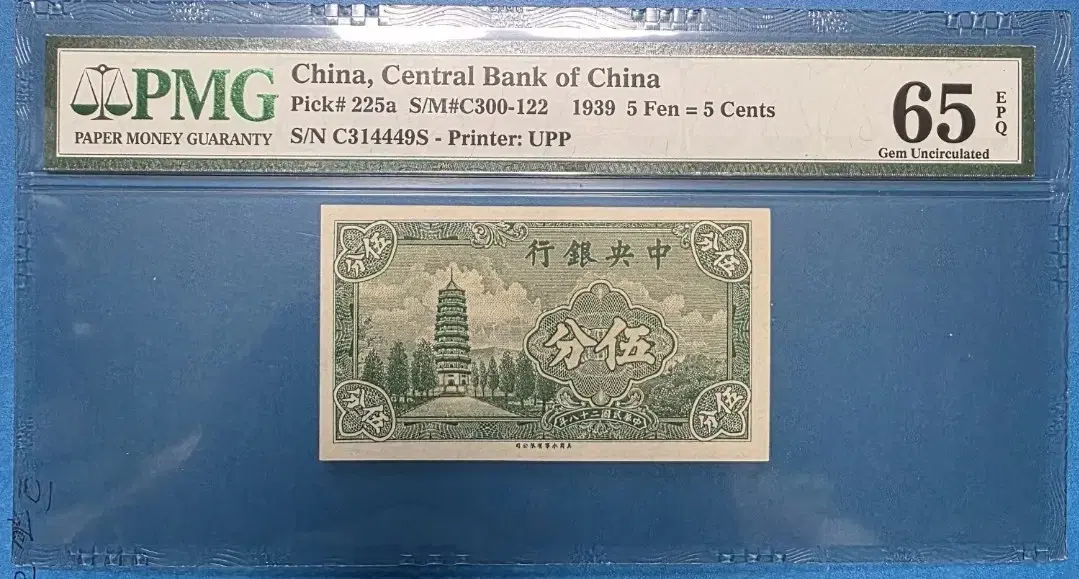 PMG
PAPER MONEY GUARANTY
China, Central Bank of China
Pick# 225a S/M#C300-122 1939 5 Fen = 5 Cents
S/N C314449S - Printer: UPP
65
EPQ
Gem Uncirculated
行銀央中
分伍
分伍
分伍
分伍
分伍
年八十二國民華中